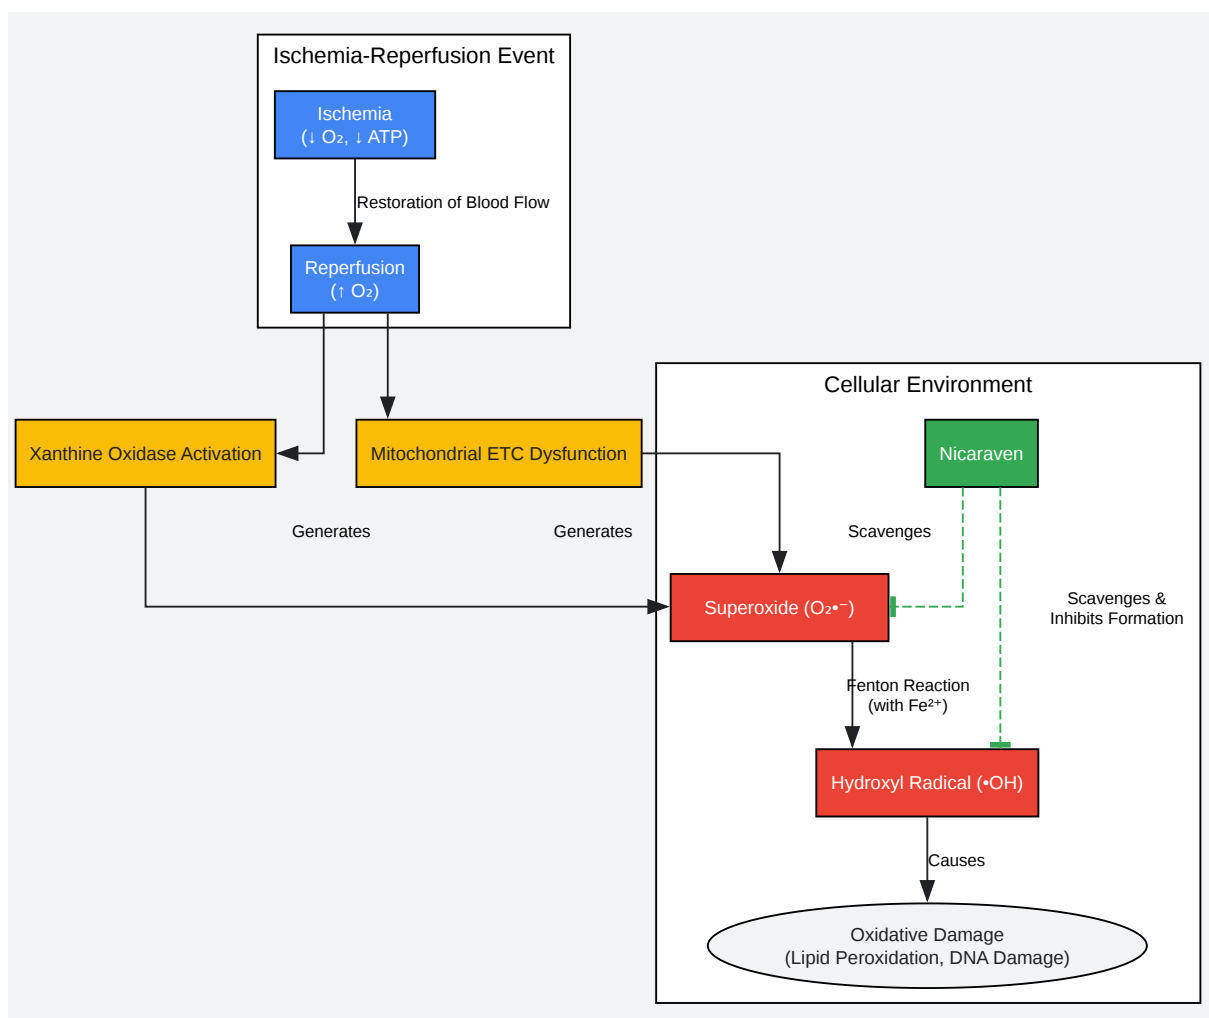 Ischemia-Reperfusion Event
Ischemia
(↓ O₂, ↓ ATP)
Restoration of Blood Flow
Reperfusion
(↑ O₂)
Cellular Environment
Xanthine Oxidase Activation
Mitochondrial ETC Dysfunction
Nicaraven
Generates
Generates
Scavenges
Superoxide (O₂•⁻)
Scavenges &
Inhibits Formation
Fenton Reaction
(with Fe²⁺)
Hydroxyl Radical (•OH)
Causes
Oxidative Damage
(Lipid Peroxidation, DNA Damage)